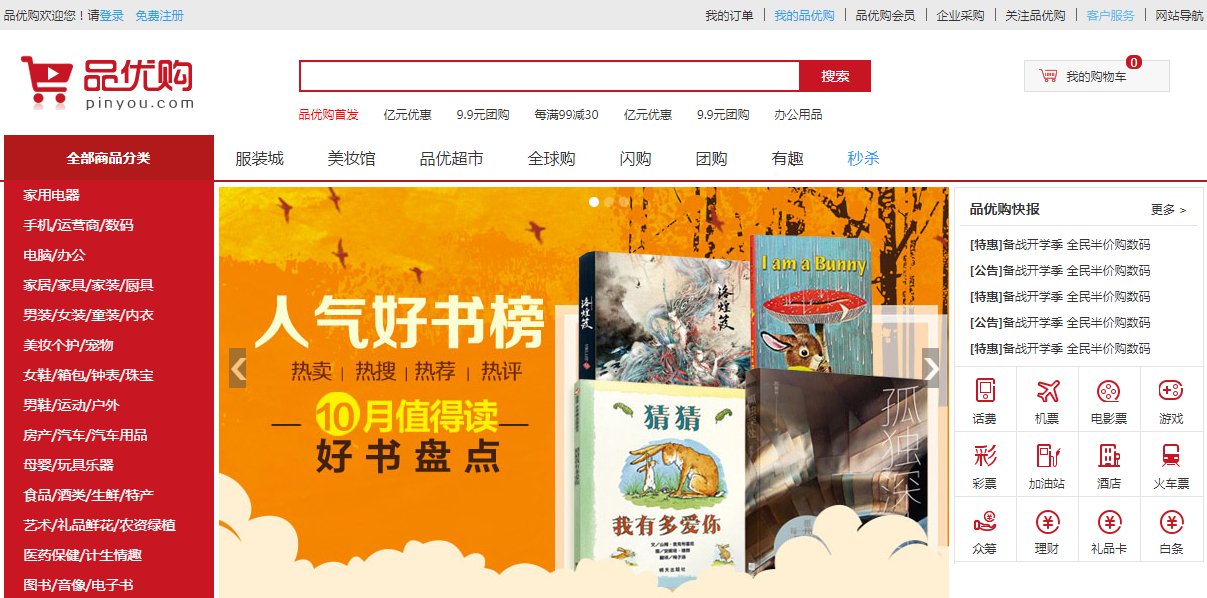 品优购欢迎您！请登录 免费注册
我的订单 我的品优购 品优购会员 企业采购 关注品优购 客户服务 网站导航
品优购
pinyou.com
搜索
我的购物车 0
品优购首发 亿元优惠 9.9元团购 每满99减30 亿元优惠 9.9元团购 办公用品
全部商品分类 服装城 美妆馆 品优超市 全球购 闪购 团购 有趣 秒杀
家用电器
手机/运营商/数码
电脑/办公
家居/家具/家装/厨具
男装/女装/童装/内衣
美妆个护/宠物
女鞋/箱包/钟表/珠宝
男鞋/运动/户外
房产/汽车/汽车用品
母婴/玩具乐器
食品/酒类/生鲜/特产
艺术/礼品鲜花/农资绿植
医药保健/计生情趣
图书/音像/电子书
人气好书榜
热卖 | 热搜 | 热荐 | 热评
10月值得读
好书盘点
I am a Bunny
猜猜
我有多爱你
明天出版社
孤独深
品优购快报 更多 >
[特惠]备战开学季 全民半价购数码
[公告]备战开学季 全民半价购数码
[特惠]备战开学季 全民半价购数码
[公告]备战开学季 全民半价购数码
[特惠]备战开学季 全民半价购数码
话费 机票 电影票 游戏
彩
彩票 加油站 酒店 火车票
众筹 理财 礼品卡 白条